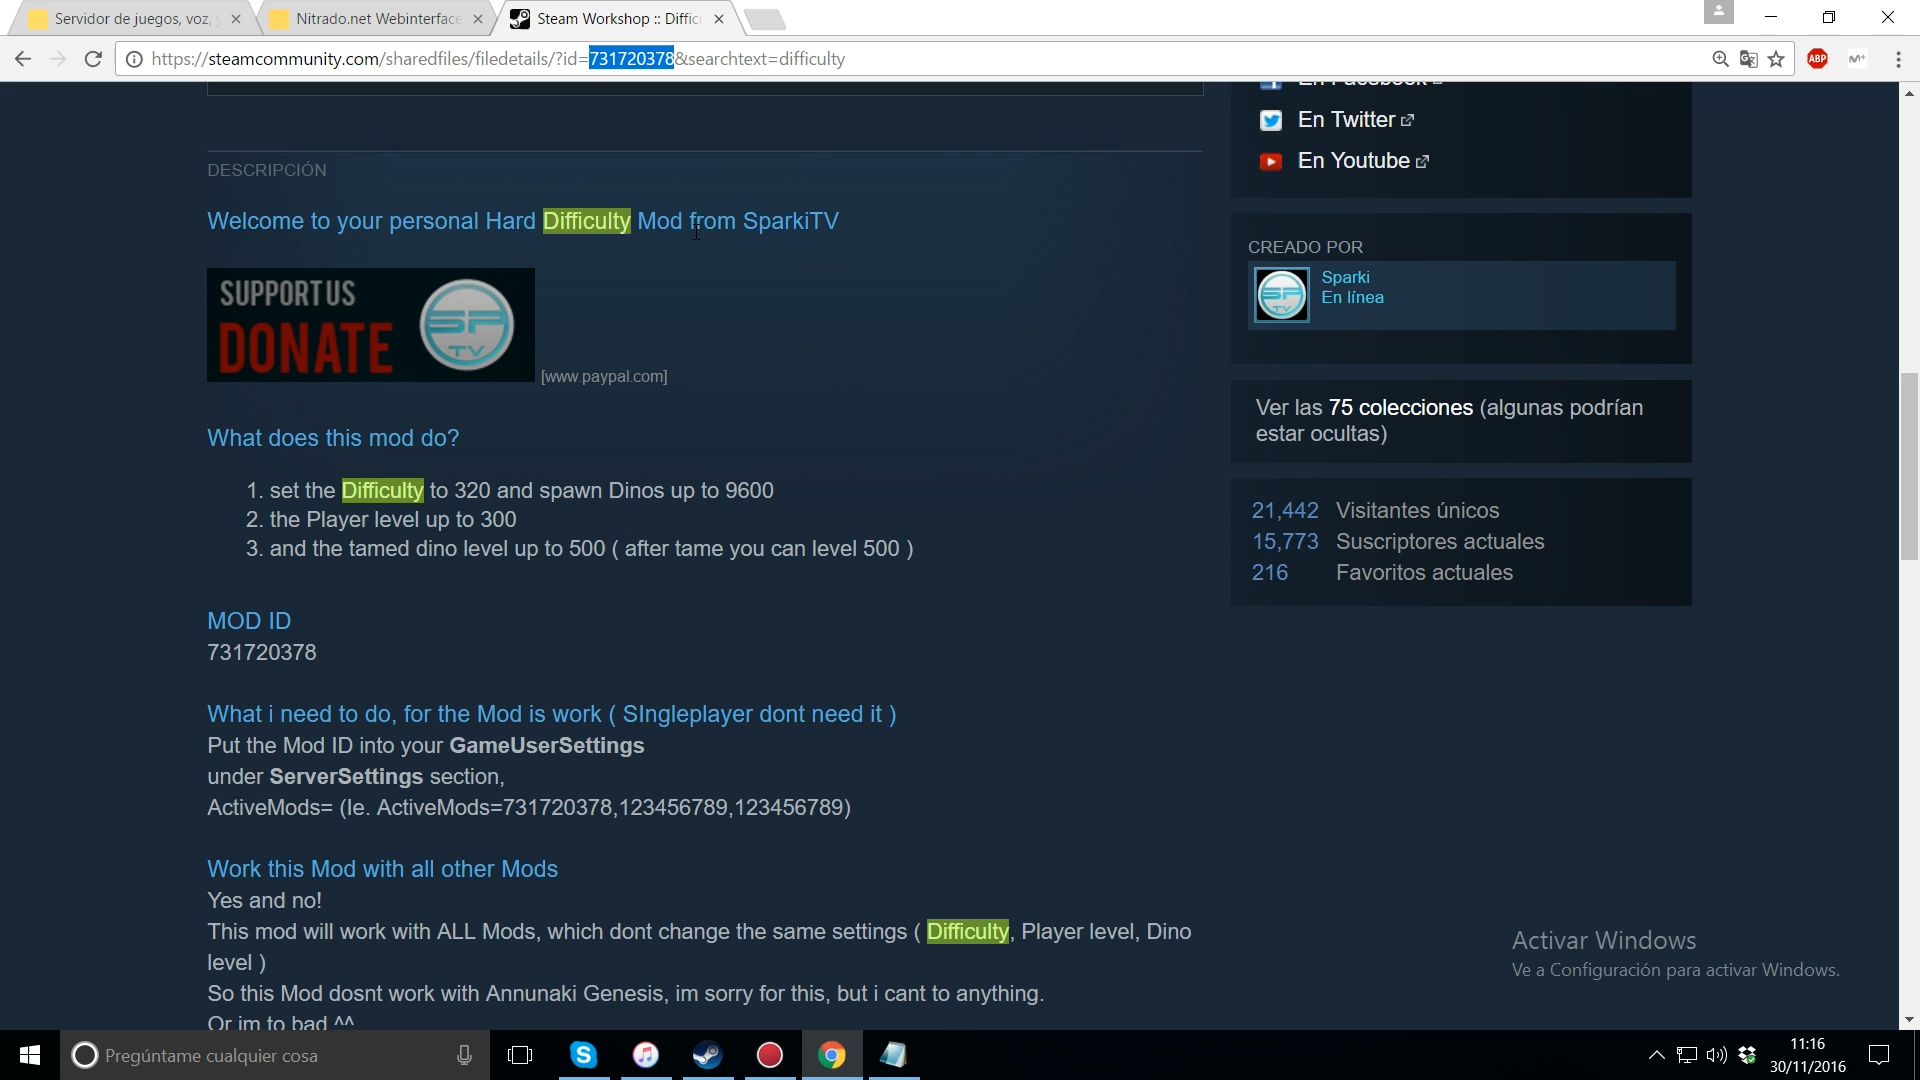 Servidor de juegos, voz,
Nitrado.net Webinterface
Steam Workshop :: Diffic
https://steamcommunity.com/sharedfiles/filedetails/?id=731720378&searchtext=difficulty
ABP
M+
En Facebook
En Twitter
En Youtube
DESCRIPCIÓN
Welcome to your personal Hard Difficulty Mod from SparkiTV
SUPPORT US
DONATE
SP
TV
[www.paypal.com]
What does this mod do?
1. set the Difficulty to 320 and spawn Dinos up to 9600
2. the Player level up to 300
3. and the tamed dino level up to 500 ( after tame you can level 500 )
MOD ID
731720378
What i need to do, for the Mod is work ( SIngleplayer dont need it )
Put the Mod ID into your GameUserSettings
under ServerSettings section,
ActiveMods= (Ie. ActiveMods=731720378,123456789,123456789)
Work this Mod with all other Mods
Yes and no!
This mod will work with ALL Mods, which dont change the same settings ( Difficulty, Player level, Dino
level )
So this Mod dosnt work with Annunaki Genesis, im sorry for this, but i cant to anything.
Or im to bad ^^
CREADO POR
SP
TV
Sparki
En línea
Ver las 75 colecciones (algunas podrían
estar ocultas)
21,442 Visitantes únicos
15,773 Suscriptores actuales
216 Favoritos actuales
Activar Windows
Ve a Configuración para activar Windows.
Pregúntame cualquier cosa
11:16
30/11/2016